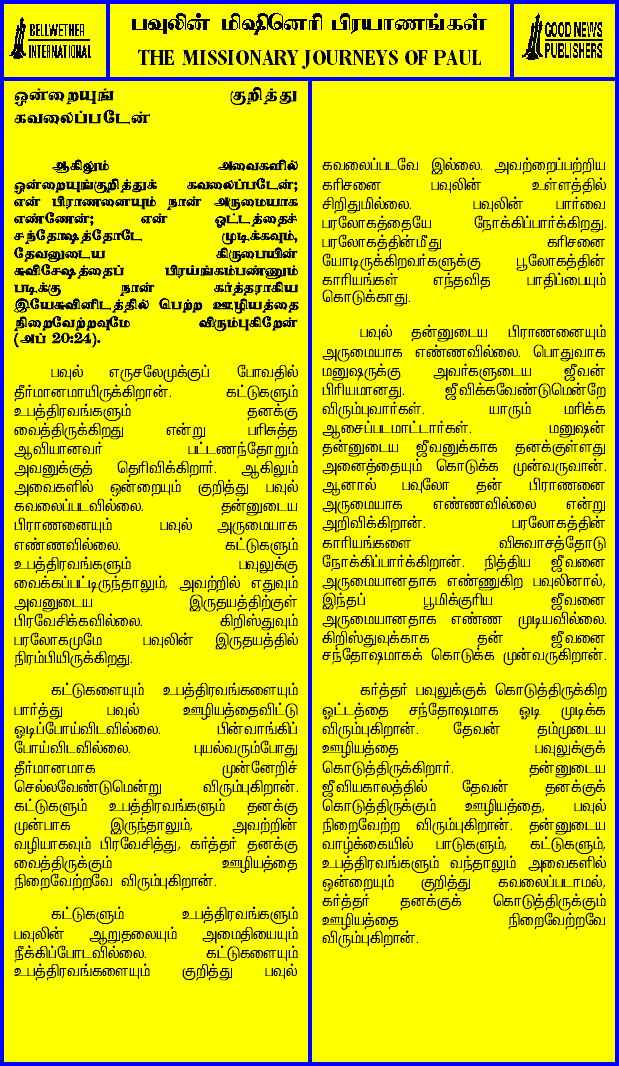 BELLWETHER
INTERNATIONAL
பவுலின் மிஷினெரி பிரயாணங்கள்
THE MISSIONARY JOURNEYS OF PAUL
GOOD NEWS
PUBLISHERS
ஒன்றையுங் குறித்து
கவலைப்படேன்
ஆகிலும் அவைகளில்
ஒன்றையுங்குறித்துக் கவலைப்படேன்;
என் பிராணனையும் நான் அருமையாக
எண்ணேன்; என் ஓட்டத்தைச்
சந்தோஷத்தோடே முடிக்கவும்,
தேவனுடைய கிருபையின்
சுவிசேஷத்தைப் பிரயங்கம்பண்ணும்
படிக்கு நான் கர்த்தராகிய
இயேசுவினிடத்தில் பெற்ற ஊழியத்தை
நிறைவேற்றவுமே விரும்புகிறேன்
(அப் 20:24).
பவுல் எருசலேமுக்குப் போவதில்
தீர்மானமாயிருக்கிறான். கட்டுகளும்
உபத்திரவங்களும் தனக்கு
வைத்திருக்கிறது என்று பரிசுத்த
ஆவியானவர் பட்டணந்தோறும்
அவனுக்குத் தெரிவிக்கிறார். ஆகிலும்
அவைகளில் ஒன்றையும் குறித்து பவுல்
கவலைப்படவில்லை. தன்னுடைய
பிராணனையும் பவுல் அருமையாக
எண்ணவில்லை. கட்டுகளும்
உபத்திரவங்களும் பவுலுக்கு
வைக்கப்பட்டிருந்தாலும், அவற்றில் எதுவும்
அவனுடைய இருதயத்திற்குள்
பிரவேசிக்கவில்லை. கிறிஸ்துவும்
பரலோகமுமே பவுலின் இருதயத்தில்
நிரம்பியிருக்கிறது.
கட்டுகளையும் உபத்திரவங்களையும்
பார்த்து பவுல் ஊழியத்தைவிட்டு
ஓடிப்போய்விடவில்லை. பின்வாங்கிப்
போய்விடவில்லை. புயல்வரும்போது
தீர்மானமாக முன்னேறிச்
செல்லவேண்டுமென்று விரும்புகிறான்.
கட்டுகளும் உபத்திரவங்களும் தனக்கு
முன்பாக இருந்தாலும், அவற்றின்
வழியாகவும் பிரவேசித்து, கர்த்தர் தனக்கு
வைத்திருக்கும் ஊழியத்தை
நிறைவேற்றவே விரும்புகிறான்.
கட்டுகளும் உபத்திரவங்களும்
பவுலின் ஆறுதலையும் அமைதியையும்
நீக்கிப்போடவில்லை. கட்டுகளையும்
உபத்திரவங்களையும் குறித்து பவுல்
கவலைப்படவே இல்லை. அவற்றைப்பற்றிய
கரிசனை பவுலின் உள்ளத்தில்
சிறிதுமில்லை. பவுலின் பார்வை
பரலோகத்தையே நோக்கிப்பார்க்கிறது.
பரலோகத்தின்மீது கரிசனை
யோடிருக்கிறவர்களுக்கு பூலோகத்தின்
காரியங்கள் எந்தவித பாதிப்பையும்
கொடுக்காது.
பவுல் தன்னுடைய பிராணனையும்
அருமையாக எண்ணவில்லை. பொதுவாக
மனுஷருக்கு அவர்களுடைய ஜீவன்
பிரியமானது. ஜீவிக்கவேண்டுமென்றே
விரும்புவார்கள். யாரும் மரிக்க
ஆசைப்படமாட்டார்கள். மனுஷன்
தன்னுடைய ஜீவனுக்காக தனக்குள்ளது
அனைத்தையும் கொடுக்க முன்வருவான்.
ஆனால் பவுலோ தன் பிராணனை
அருமையாக எண்ணவில்லை என்று
அறிவிக்கிறான். பரலோகத்தின்
காரியங்களை விசுவாசத்தோடு
நோக்கிப்பார்க்கிறான். நித்திய ஜீவனை
அருமையானதாக எண்ணுகிற பவுலினால்,
இந்தப் பூமிக்குரிய ஜீவனை
அருமையானதாக எண்ண முடியவில்லை.
கிறிஸ்துவுக்காக தன் ஜீவனை
சந்தோஷமாகக் கொடுக்க முன்வருகிறான்.
கர்த்தர் பவுலுக்குக் கொடுத்திருக்கிற
ஓட்டத்தை சந்தோஷமாக ஓடி முடிக்க
விரும்புகிறான். தேவன் தம்முடைய
ஊழியத்தை பவுலுக்குக்
கொடுத்திருக்கிறார். தன்னுடைய
ஜீவியகாலத்தில் தேவன் தனக்குக்
கொடுத்திருக்கும் ஊழியத்தை, பவுல்
நிறைவேற்ற விரும்புகிறான். தன்னுடைய
வாழ்க்கையில் பாடுகளும், கட்டுகளும்,
உபத்திரவங்களும் வந்தாலும் அவைகளில்
ஒன்றையும் குறித்து கவலைப்படாமல்,
கர்த்தர் தனக்குக் கொடுத்திருக்கும்
ஊழியத்தை நிறைவேற்றவே
விரும்புகிறான்.